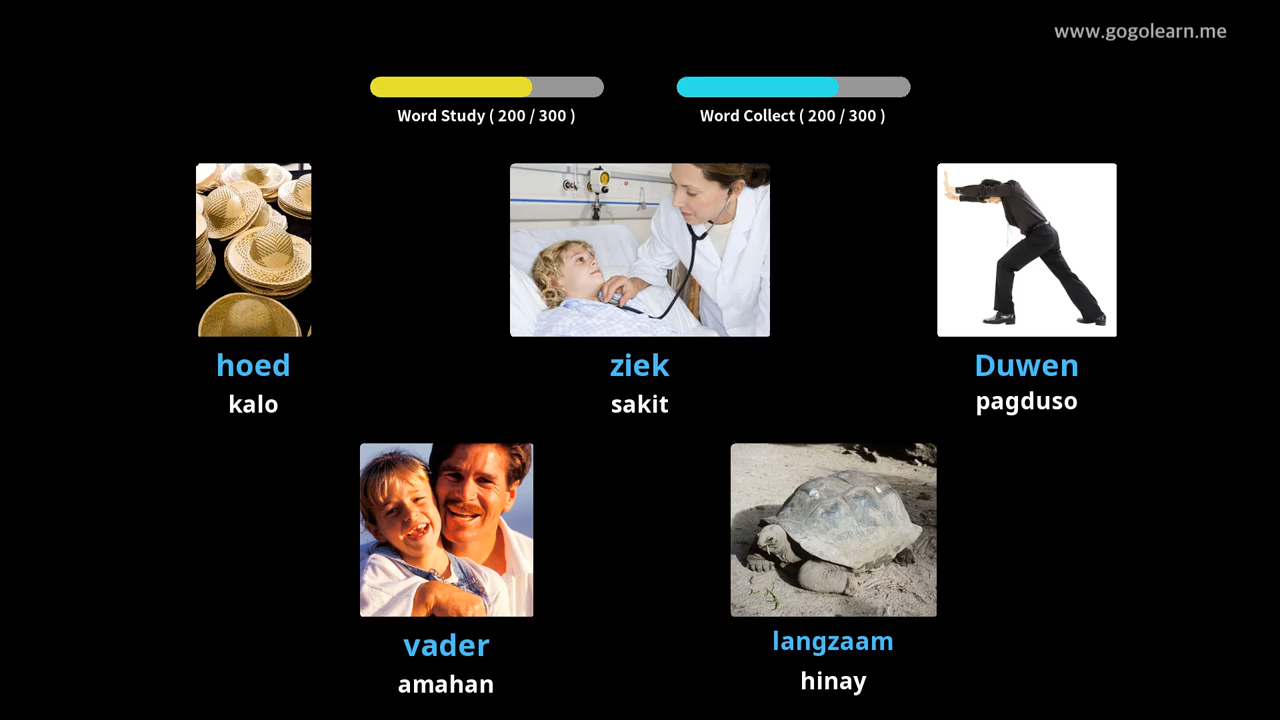 www.gogolearn.me
Word Study ( 200 / 300 )
Word Collect ( 200 / 300 )
hoed
kalo
ziek
sakit
Duwen
pagduso
vader
amahan
langzaam
hinay